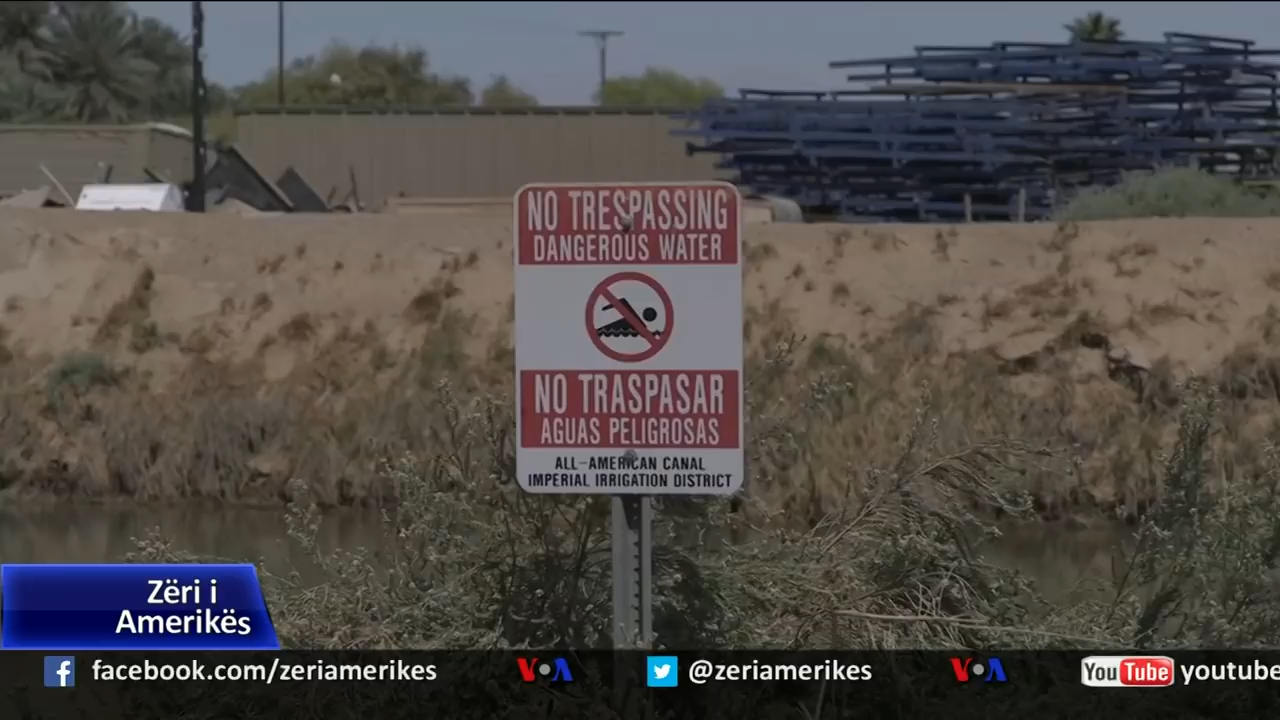 NO TRESPASSING
DANGEROUS WATER
NO TRASPASAR
AGUAS PELIGROSAS
ALL-AMERICAN CANAL
IMPERIAL IRRIGATION DISTRICT
Zëri i
Amerikës
facebook.com/zeriamerikes VOA @zeriamerikes VOA YouTube youtube